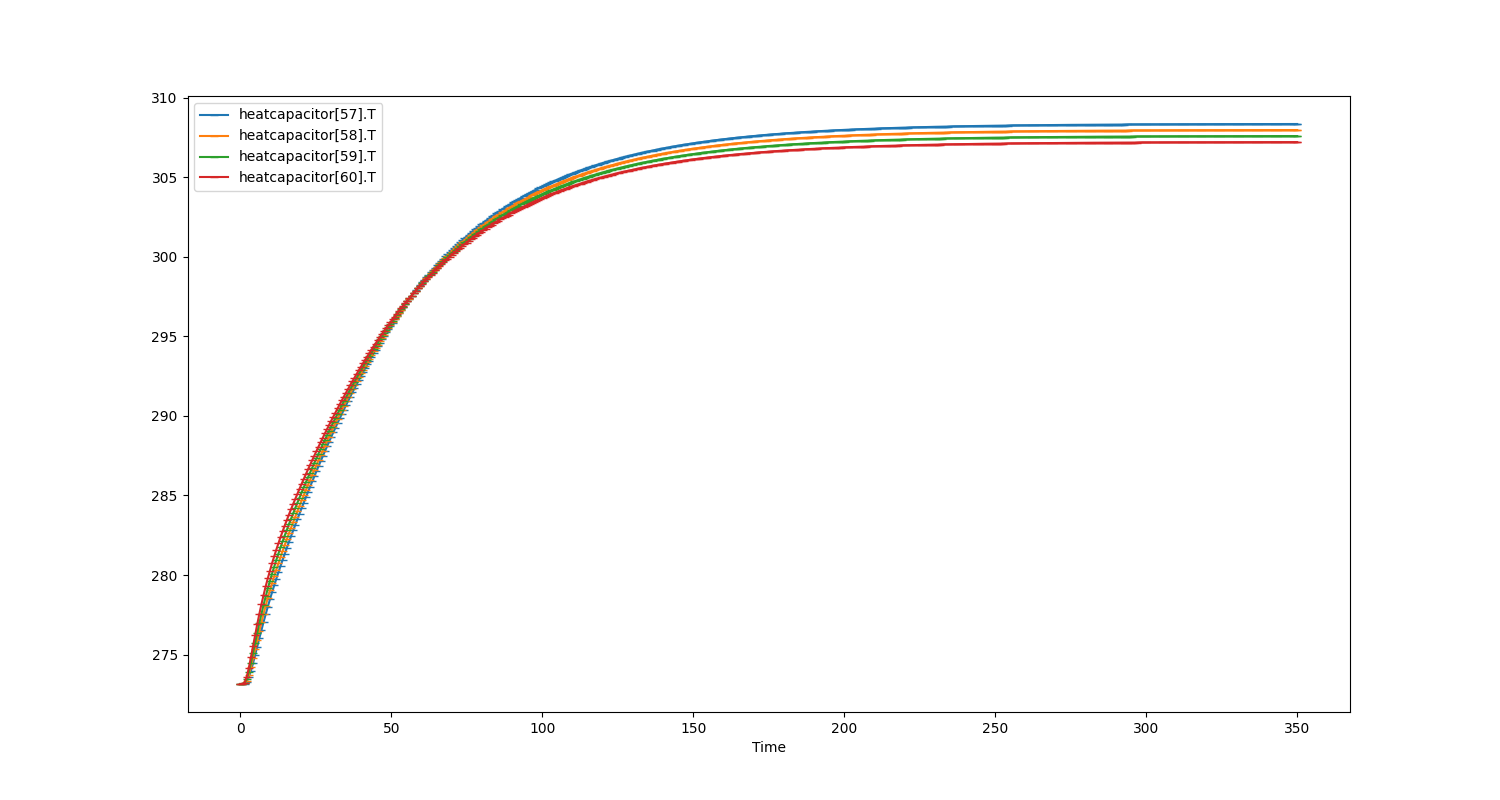 310
305
300
295
290
285
280
275
heatcapacitor[57].T
heatcapacitor[58].T
heatcapacitor[59].T
heatcapacitor[60].T
0 50 100 150 200 250 300 350
Time